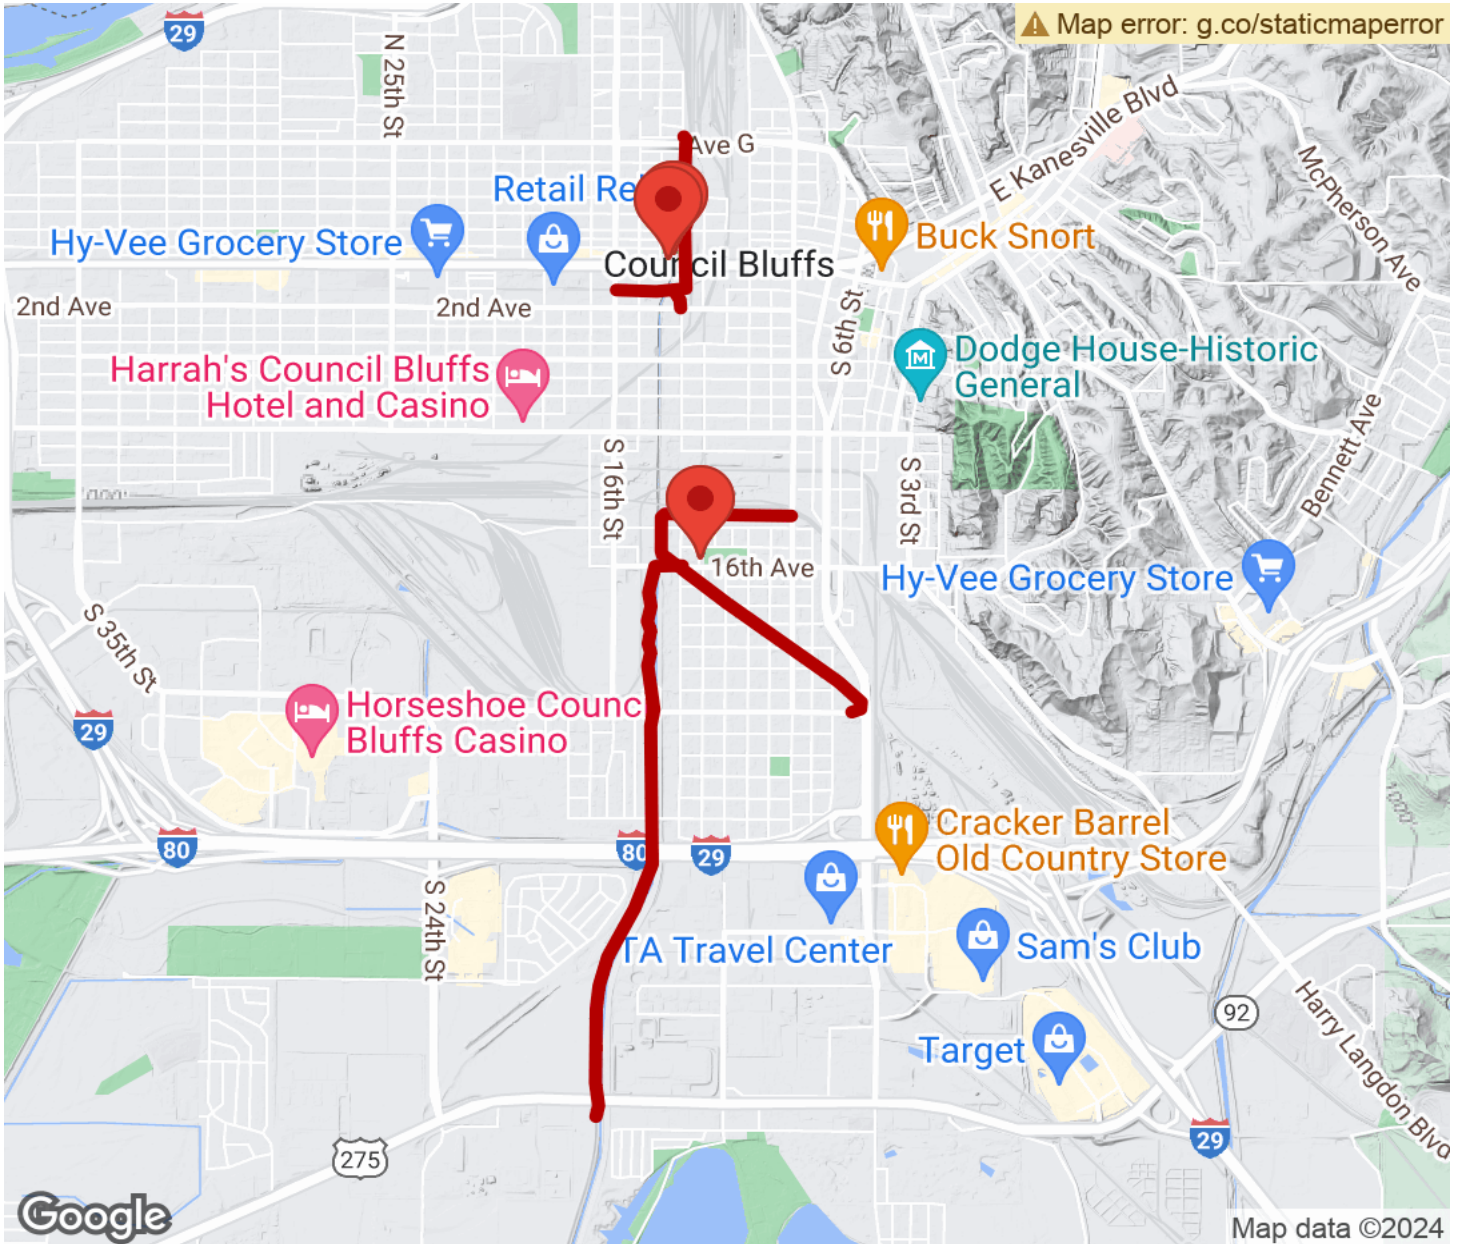 Map error: g.co/staticmaperror
29
N 25th St
Ave G
E Kanesville Blvd
McPherson Ave
Retail Re
Hy-Vee Grocery Store
Buck Snort
Council Bluffs
2nd Ave
2nd Ave
S 6th St
Dodge House-Historic
General
Harrah's Council Bluffs
Hotel and Casino
S 16th St
S 3rd St
Bennett Ave
16th Ave
Hy-Vee Grocery Store
S 35th St
Horseshoe Counc
Bluffs Casino
29
80
80
29
Cracker Barrel
Old Country Store
S 24th St
TA Travel Center
Sam's Club
92
Harry Langdon Blvd
Target
29
275
Google
Map data ©2024